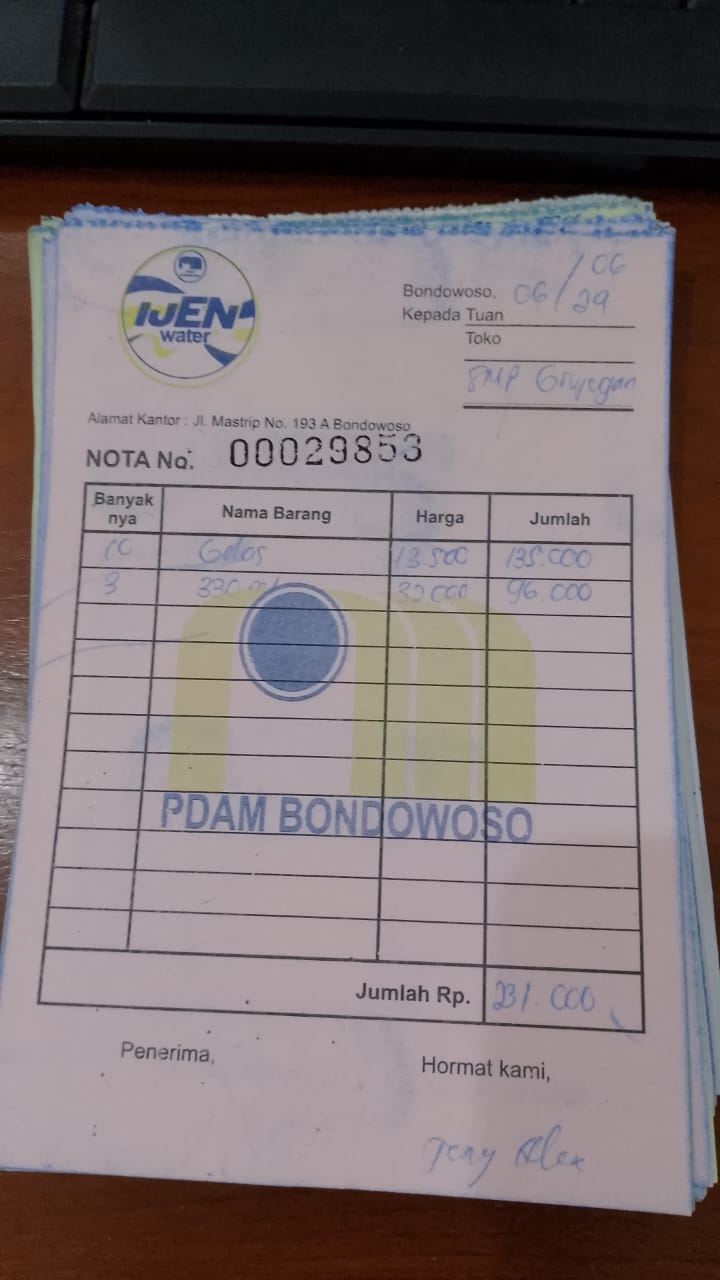 IJEN
water
Bondowoso, 06/29 /06
Kepada Tuan
Toko
SMP Grujugan
Alamat Kantor : Jl. Mastrip No. 193 A Bondowoso
NOTA No. 00029853
Banyak nya Nama Barang Harga Jumlah
10 Gelas 13.500 135.000
3 330 ml 32.000 96.000
PDAM BONDOWOSO
Jumlah Rp. 231.000
Penerima, Hormat kami,
Alex